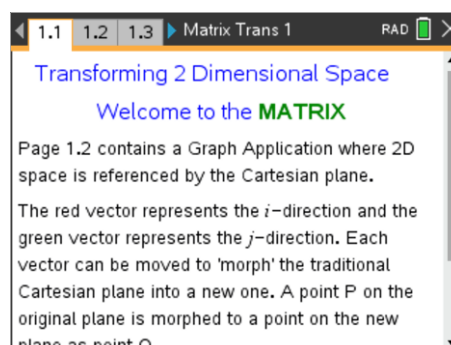 1.1 1.2 1.3 Matrix Trans 1 RAD
Transforming 2 Dimensional Space
Welcome to the MATRIX
Page 1.2 contains a Graph Application where 2D
space is referenced by the Cartesian plane.
The red vector represents the i-direction and the
green vector represents the j-direction. Each
vector can be moved to 'morph' the traditional
Cartesian plane into a new one. A point P on the
original plane is morphed to a point on the new
plane as point Q.